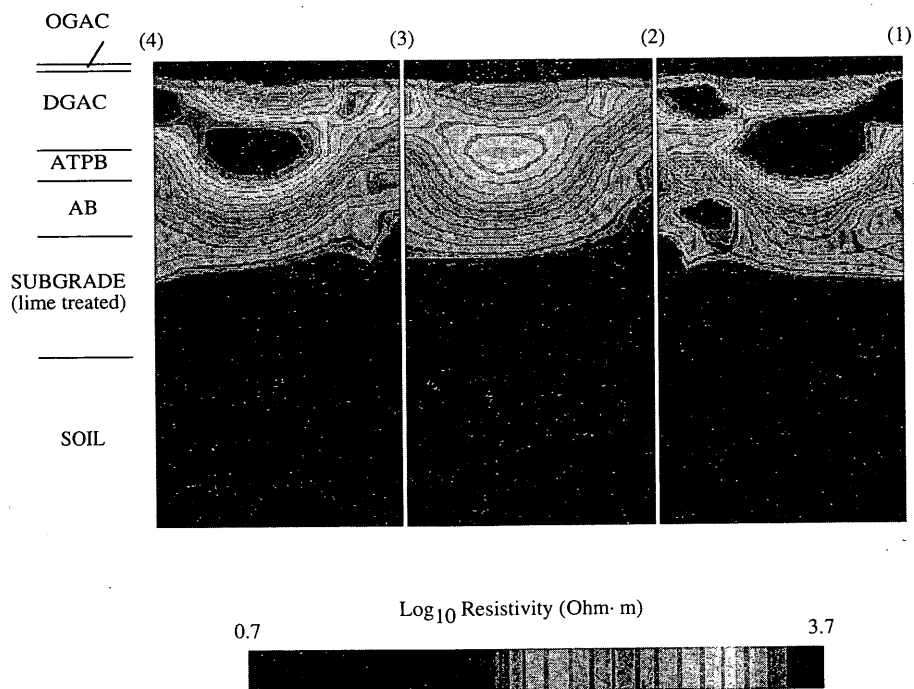 OGAC
(4) (3) (2) (1)
DGAC
ATPB
AB
SUBGRADE
(lime treated)
SOIL
Log10 Resistivity (Ohm· m)
0.7 3.7